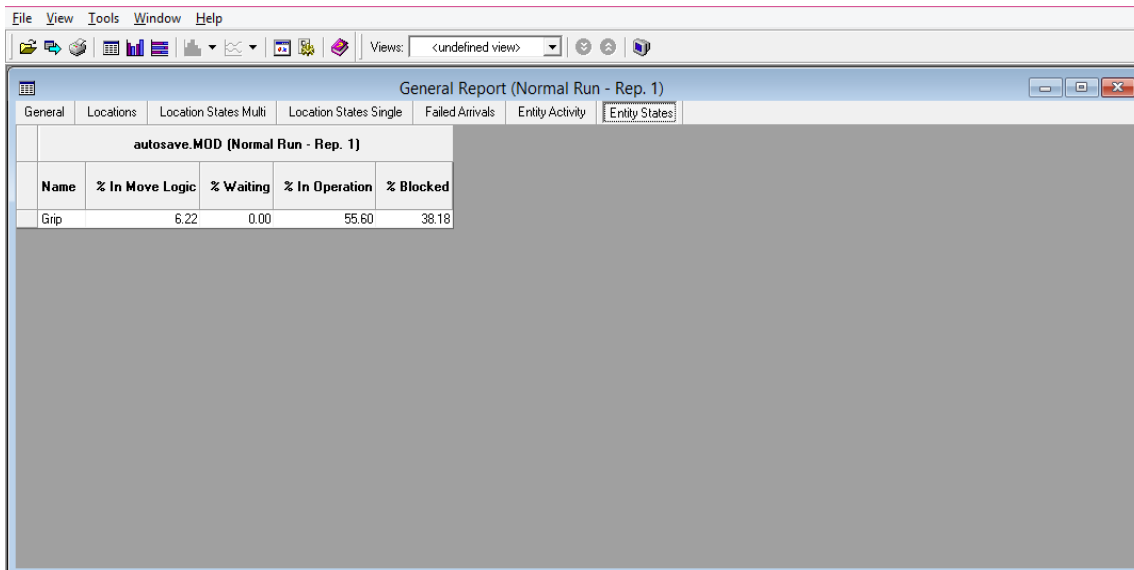 File View Tools Window Help
Views: <undefined view>
General Report (Normal Run - Rep. 1)
General Locations Location States Multi Location States Single Failed Arrivals Entity Activity Entity States
autosave.MOD (Normal Run - Rep. 1)
Name % In Move Logic % Waiting % In Operation % Blocked
Grip 6.22 0.00 55.60 38.18